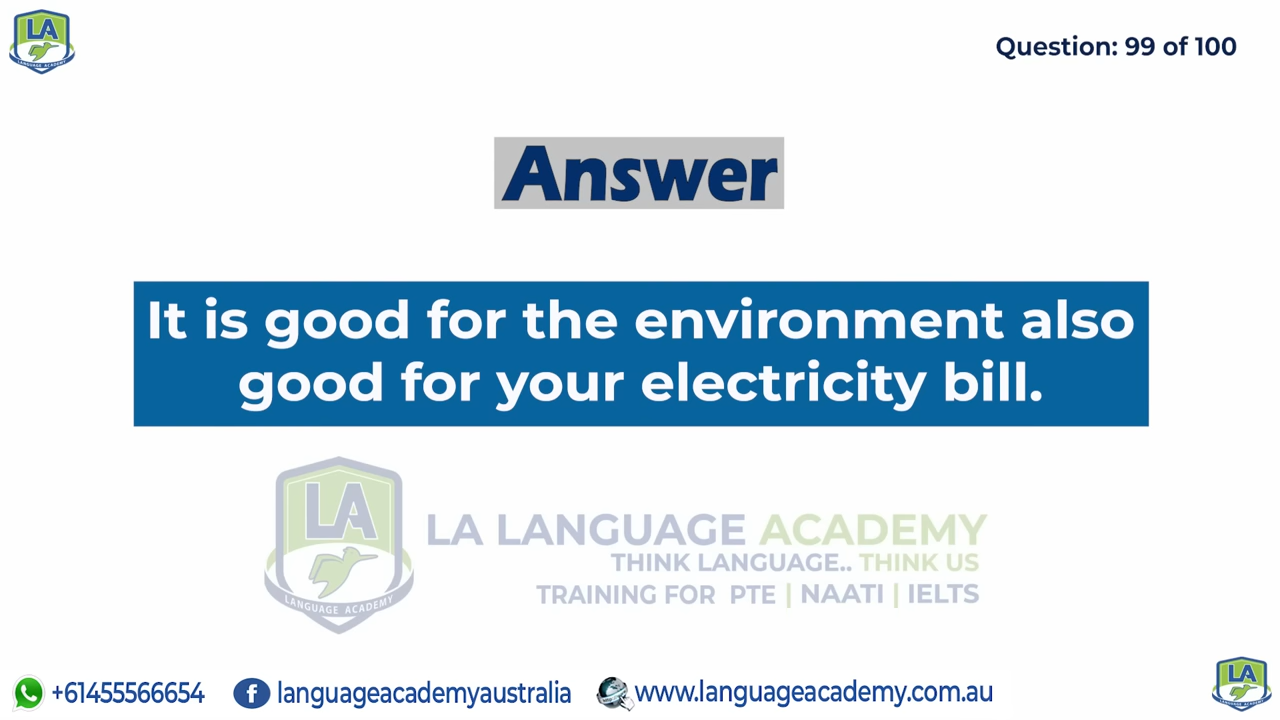 LA
LANGUAGE ACADEMY
Question: 99 of 100
Answer
It is good for the environment also
good for your electricity bill.
LA
LANGUAGE ACADEMY
LA LANGUAGE ACADEMY
THINK LANGUAGE.. THINK US
TRAINING FOR PTE | NAATI | IELTS
+61455566654
languageacademyaustralia
www.languageacademy.com.au
LA
LANGUAGE ACADEMY